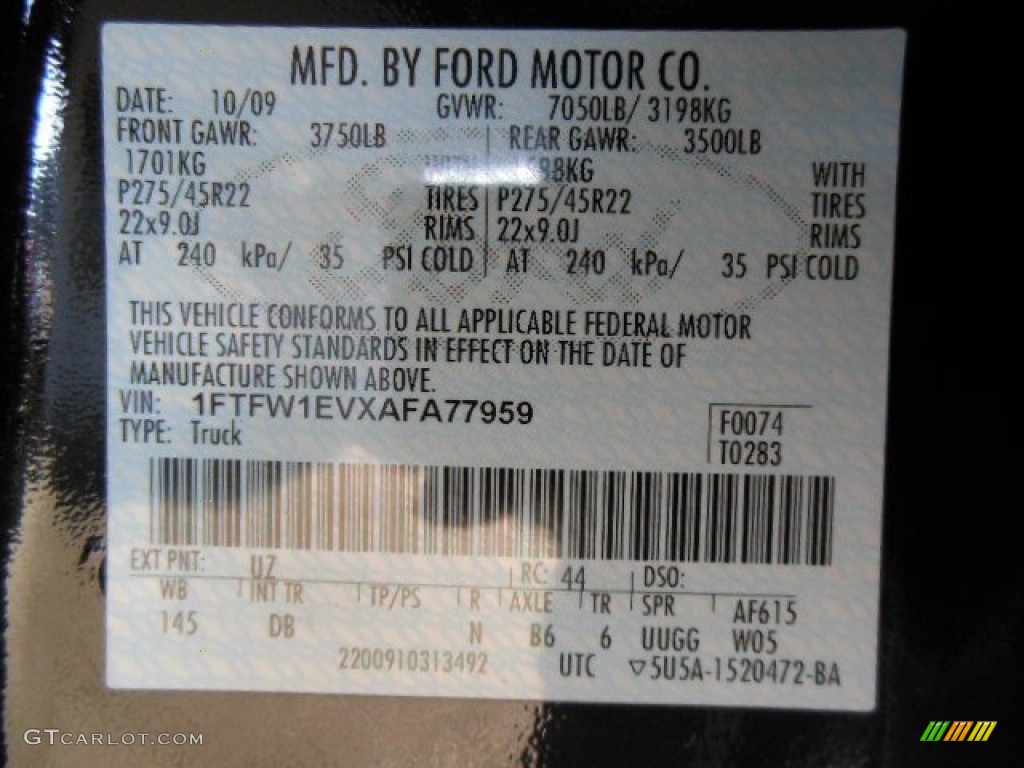 MFD. BY FORD MOTOR CO.
DATE: 10/09 GVWR: 7050LB/ 3198KG
FRONT GAWR: 3750LB REAR GAWR: 3500LB
1701KG WITH
P275/45R22 TIRES P275/45R22 TIRES
22x9.0J RIMS 22x9.0J RIMS
AT 240 kPa/ 35 PSI COLD AT 240 kPa/ 35 PSI COLD
THIS VEHICLE CONFORMS TO ALL APPLICABLE FEDERAL MOTOR
VEHICLE SAFETY STANDARDS IN EFFECT ON THE DATE OF
MANUFACTURE SHOWN ABOVE.
VIN: 1FTFW1EVXAFA77959
TYPE: Truck
F0074
T0283
EXT PNT: UZ RC: 44 DSO:
WB INT TR TP/PS R AXLE TR SPR AF615
145 DB N B6 6 UUGG W05
2200910313492 UTC ▽5U5A-1520472-BA
GTCARLOT.COM